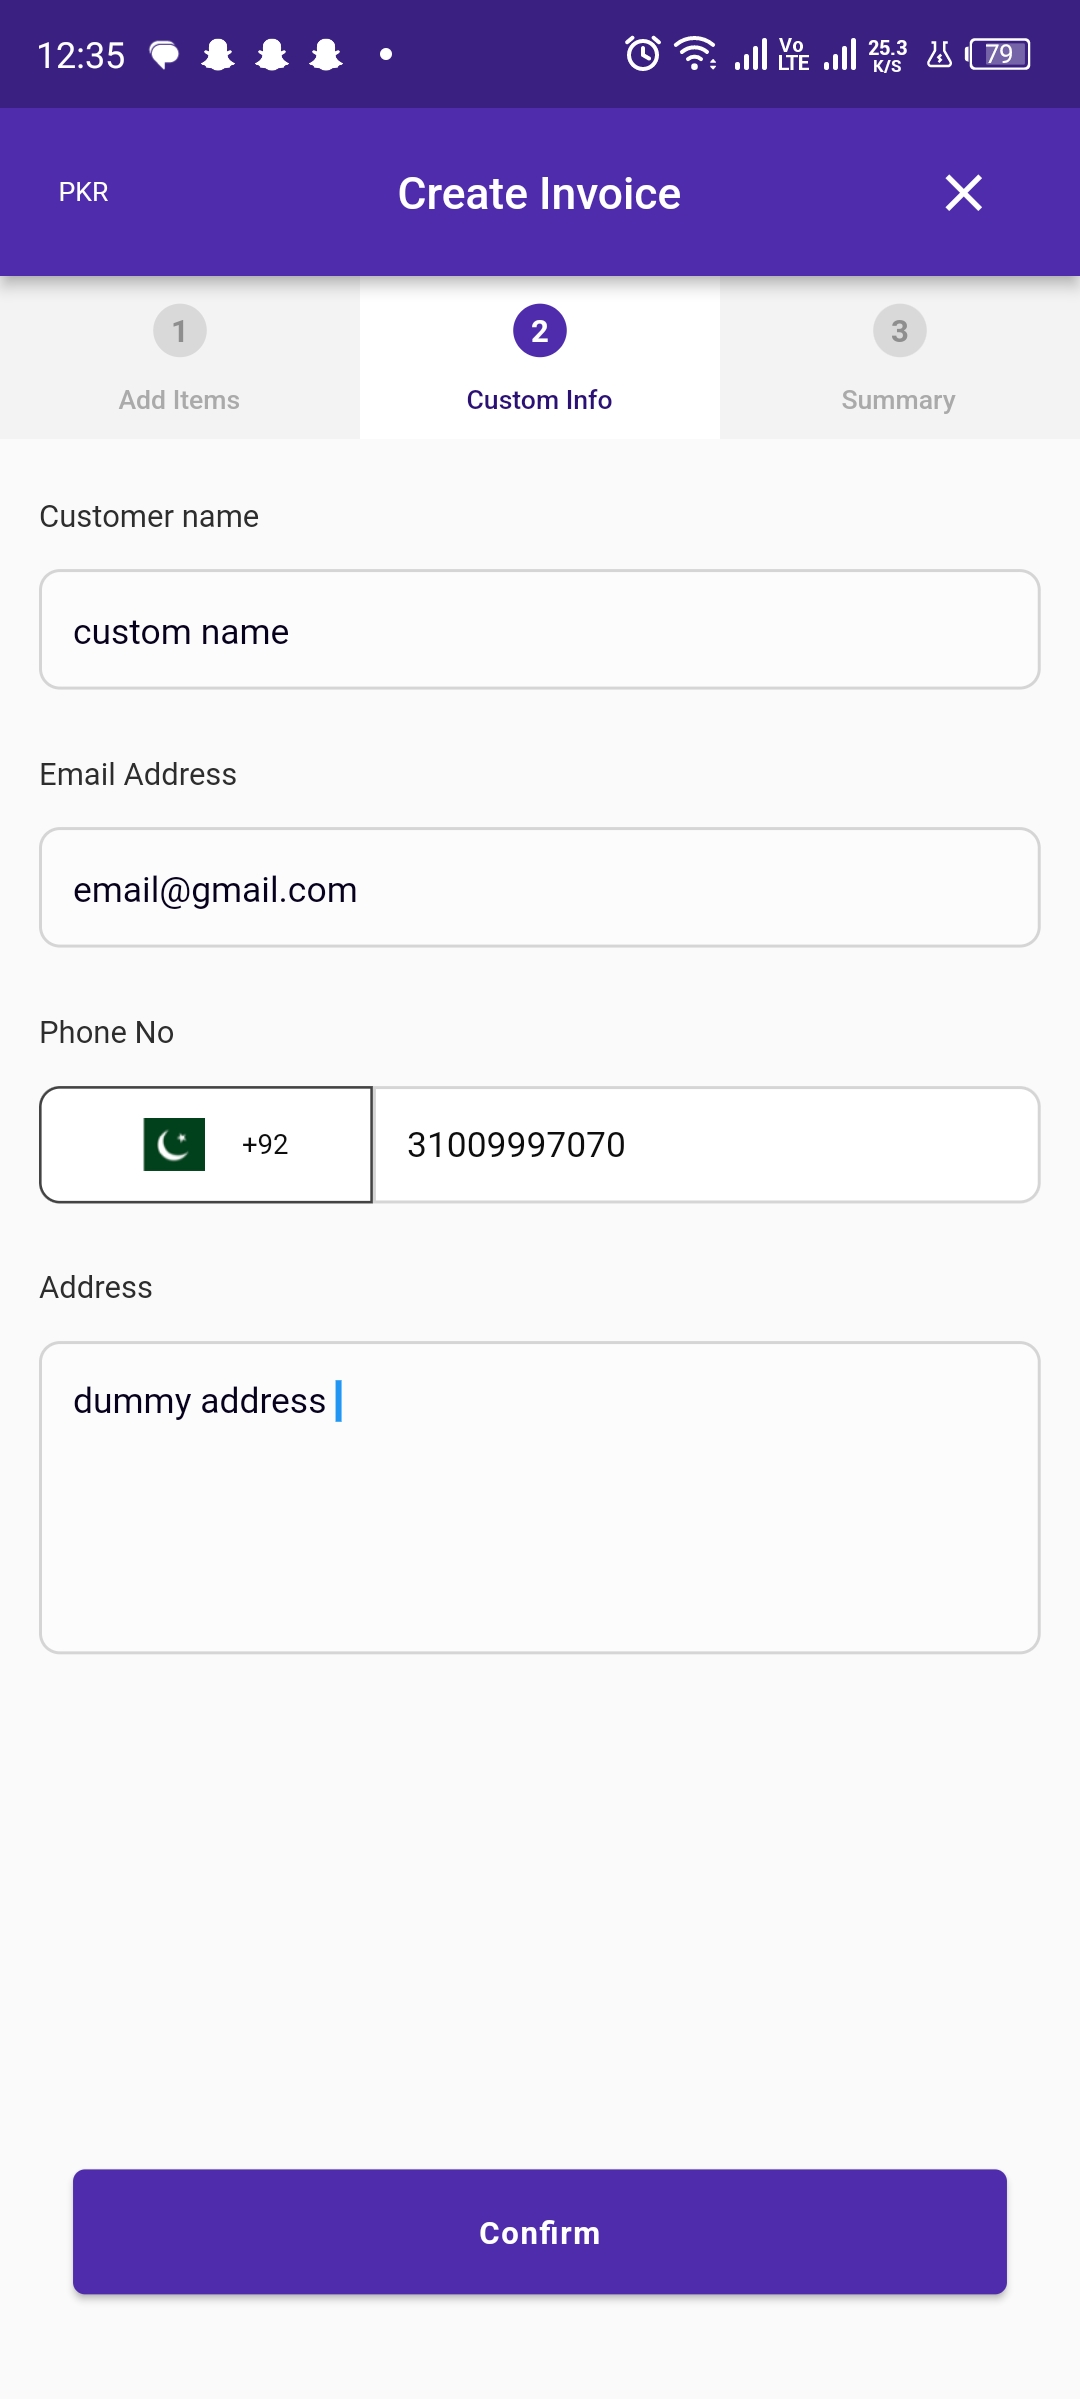 12:35 Vo LTE 25.3 K/S 79
PKR Create Invoice
1 2 3
Add Items Custom Info Summary
Customer name
custom name
Email Address
email@gmail.com
Phone No
+92 31009997070
Address
dummy address
Confirm